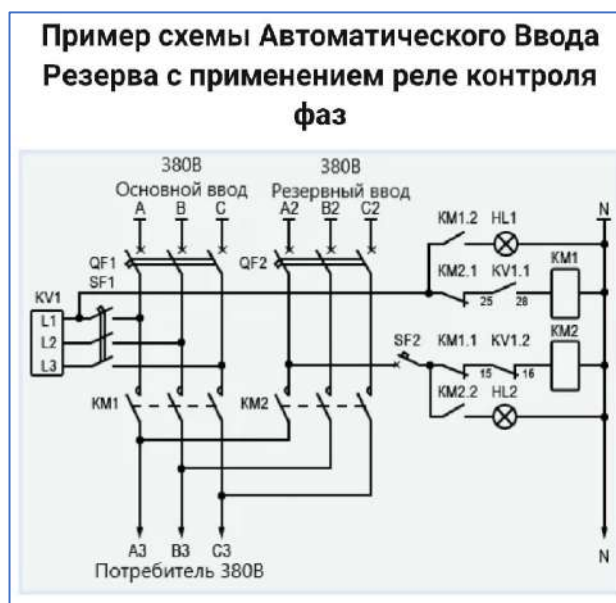 Пример схемы Автоматического Ввода
Резерва с применением реле контроля
фаз
380В 380В
Основной ввод Резервный ввод
A B C A2 B2 C2 N
KM1.2 HL1
QF1 QF2 KM1
SF1 KM2.1 KV1.1
KV1 25 28
L1 KM2
L2 SF2 KM1.1 KV1.2
L3 15 16
KM1 KM2 KM2.2 HL2
A3 B3 C3 N
Потребитель 380В